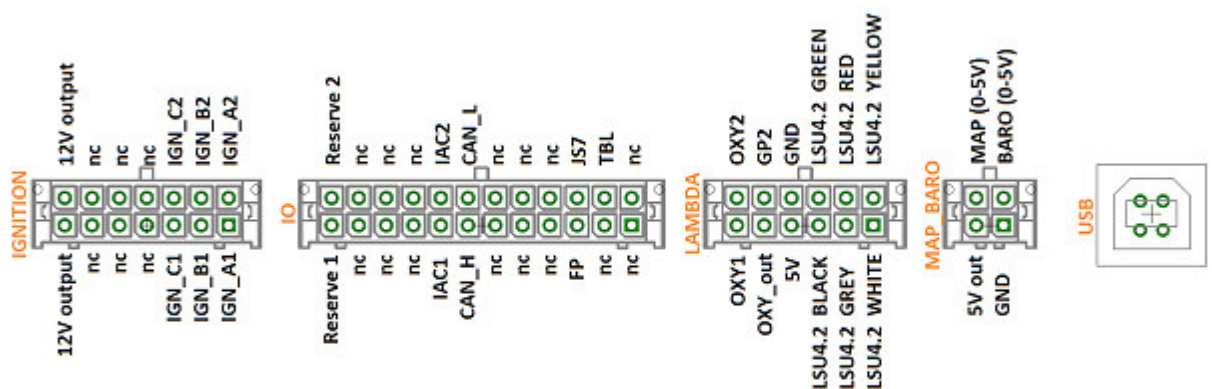 IGNITION
12V output
nc
nc
nc
IGN_C2
IGN_B2
IGN_A2
12V output
nc
nc
nc
IGN_C1
IGN_B1
IGN_A1
IO
Reserve 2
nc
nc
nc
IAC2
CAN_L
nc
nc
nc
JS7
TBL
nc
Reserve 1
nc
nc
nc
IAC1
CAN_H
nc
nc
nc
FP
nc
nc
LAMBDA
OXY2
GP2
GND
LSU4.2 GREEN
LSU4.2 RED
LSU4.2 YELLOW
OXY1
OXY_out
5V
LSU4.2 BLACK
LSU4.2 GREY
LSU4.2 WHITE
MAP_BARO
MAP (0-5V)
BARO (0-5V)
5V out
GND
USB